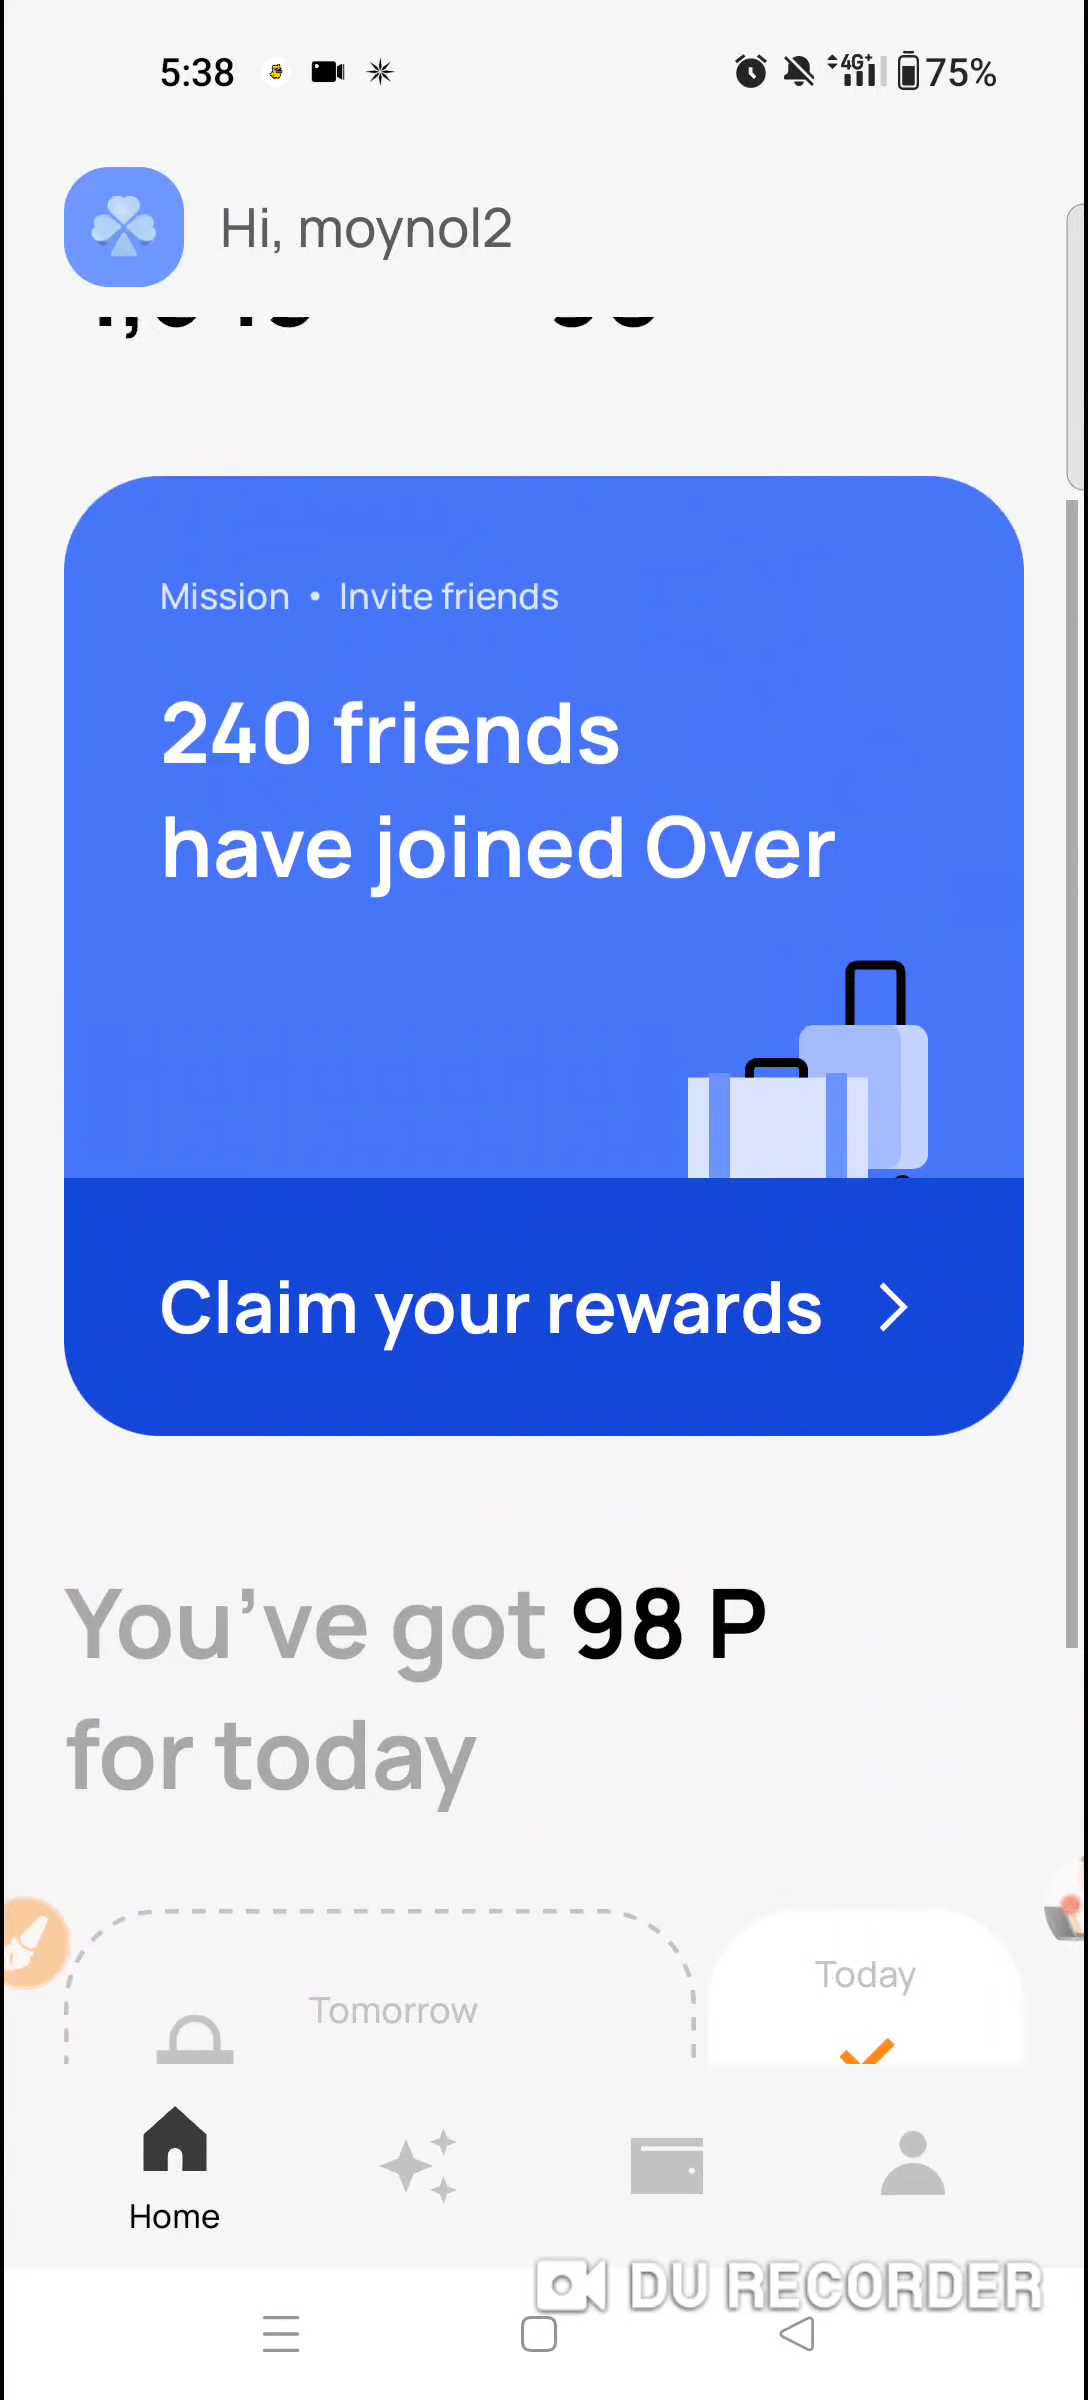 5:38 4G+ 75%
Hi, moynol2
Mission • Invite friends
240 friends
have joined Over
Claim your rewards
You’ve got 98 P
for today
Today
Tomorrow
Home
DU RECORDER